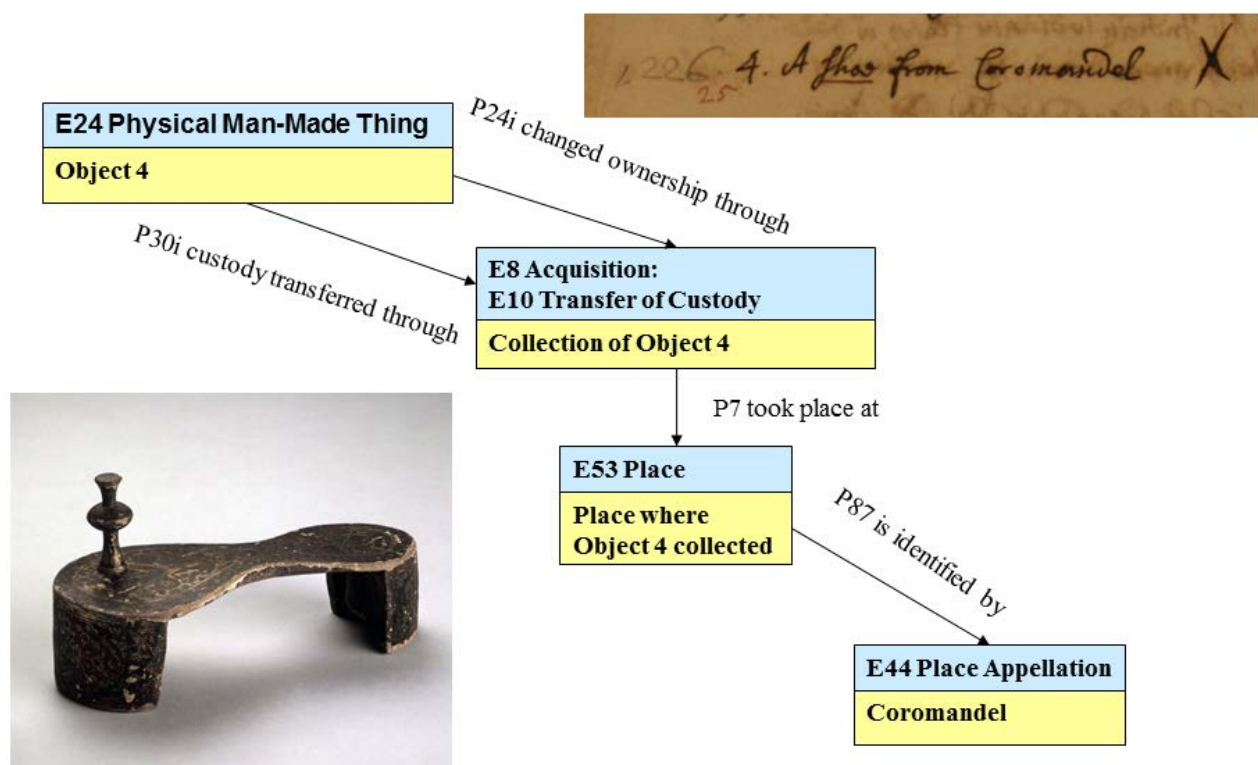 1226. 4. A shoe from Coromandel X
25
E24 Physical Man-Made Thing
Object 4
P24i changed ownership through
P30i custody transferred through
E8 Acquisition:
E10 Transfer of Custody
Collection of Object 4
P7 took place at
E53 Place
Place where
Object 4 collected
P87 is identified by
E44 Place Appellation
Coromandel